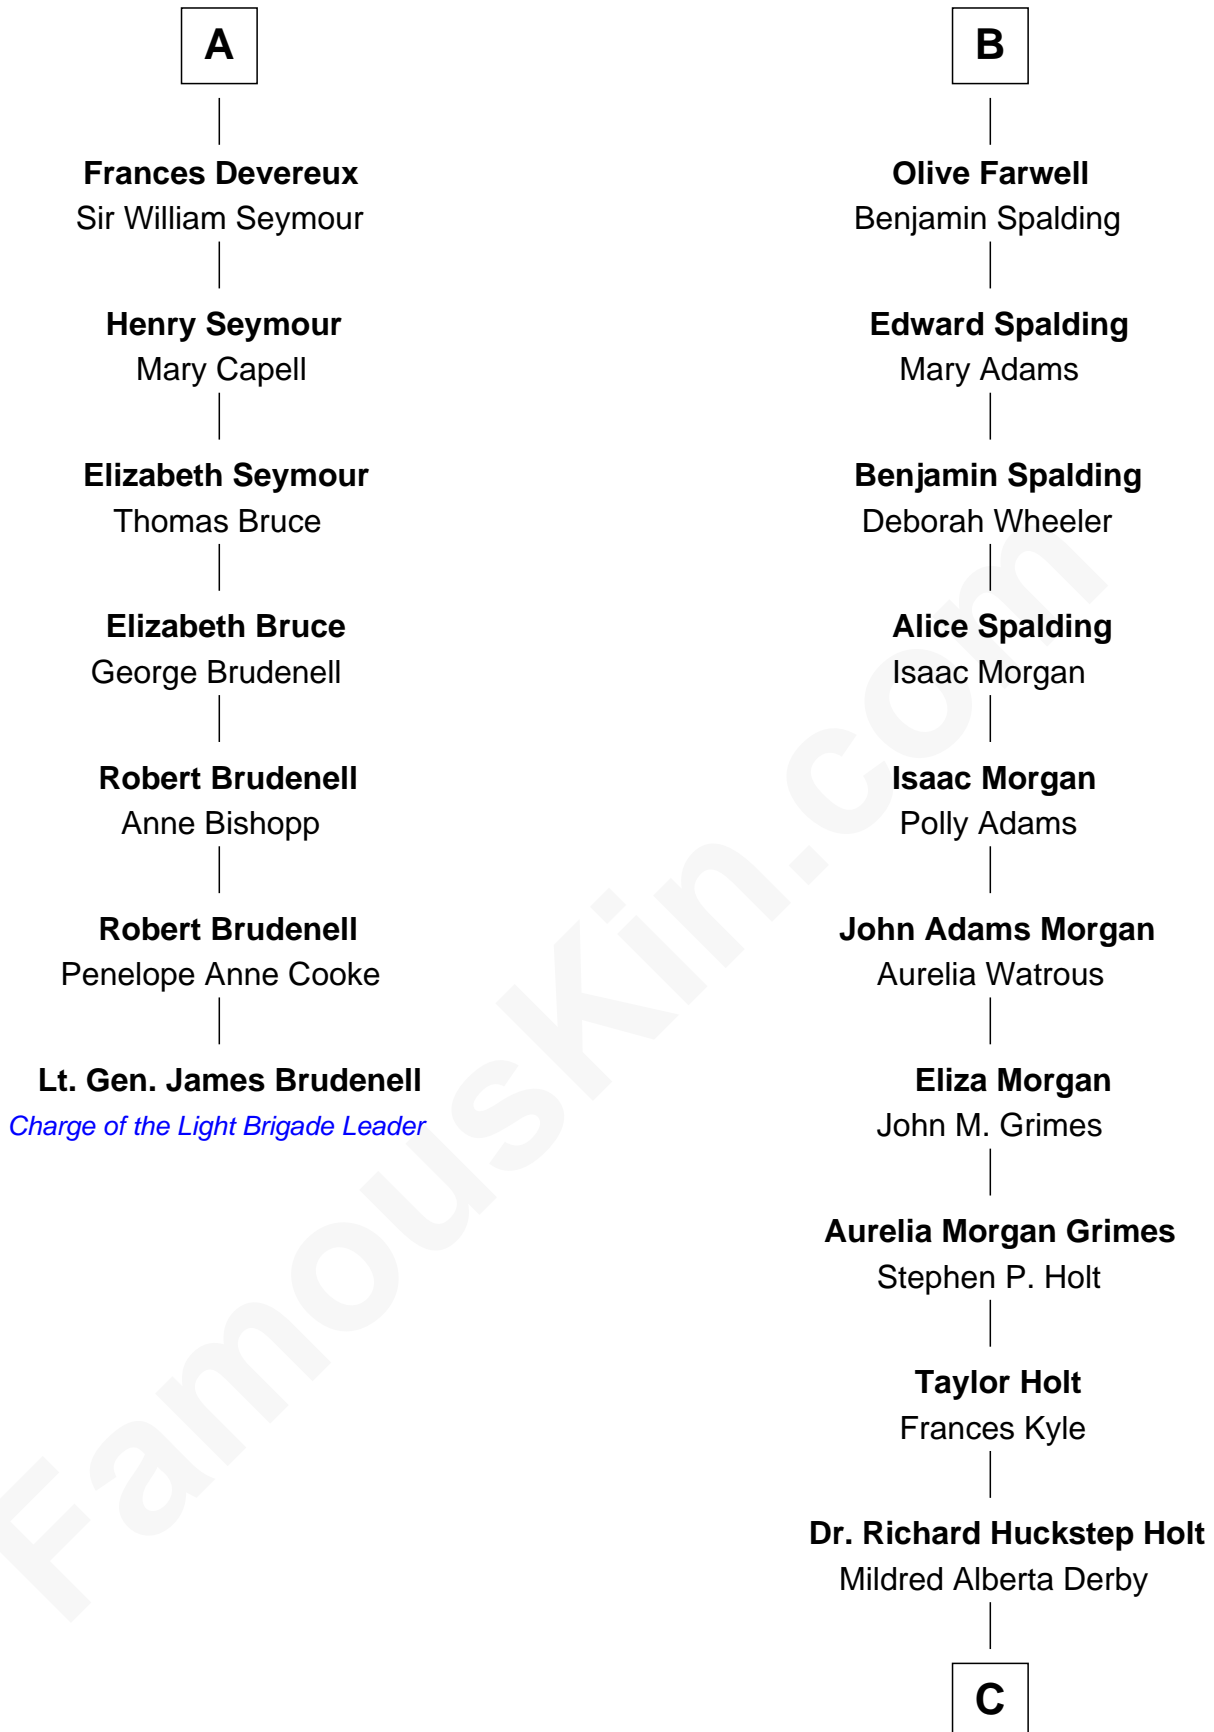 A
Frances Devereux
Sir William Seymour
Henry Seymour
Mary Capell
Elizabeth Seymour
Thomas Bruce
Elizabeth Bruce
George Brudenell
Robert Brudenell
Anne Bishopp
Robert Brudenell
Penelope Anne Cooke
Lt. Gen. James Brudenell
Charge of the Light Brigade Leader
B
Olive Farwell
Benjamin Spalding
Edward Spalding
Mary Adams
Benjamin Spalding
Deborah Wheeler
Alice Spalding
Isaac Morgan
Isaac Morgan
Polly Adams
John Adams Morgan
Aurelia Watrous
Eliza Morgan
John M. Grimes
Aurelia Morgan Grimes
Stephen P. Holt
Taylor Holt
Frances Kyle
Dr. Richard Huckstep Holt
Mildred Alberta Derby
C
FamousKin.com